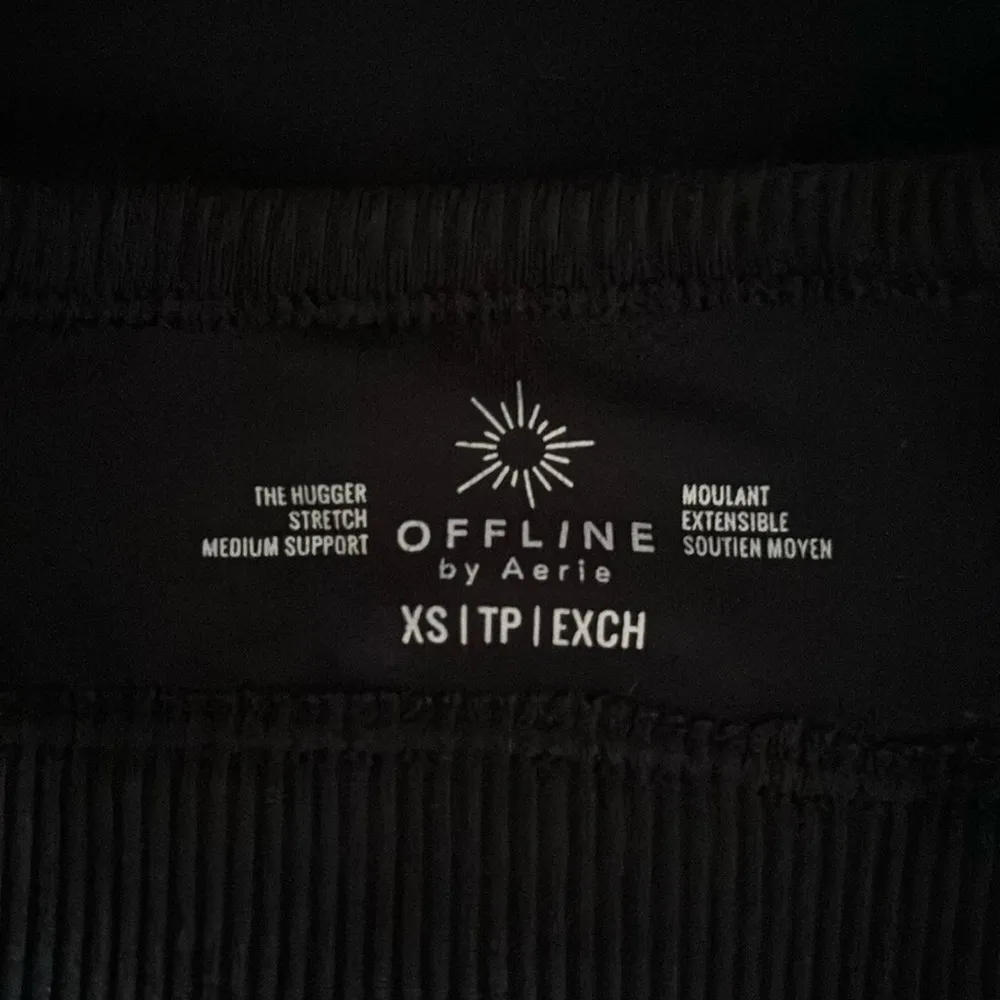 THE HUGGER
STRETCH
MEDIUM SUPPORT
OFFLINE
by Aerie
XS | TP | EXCH
MOULANT
EXTENSIBLE
SOUTIEN MOYEN